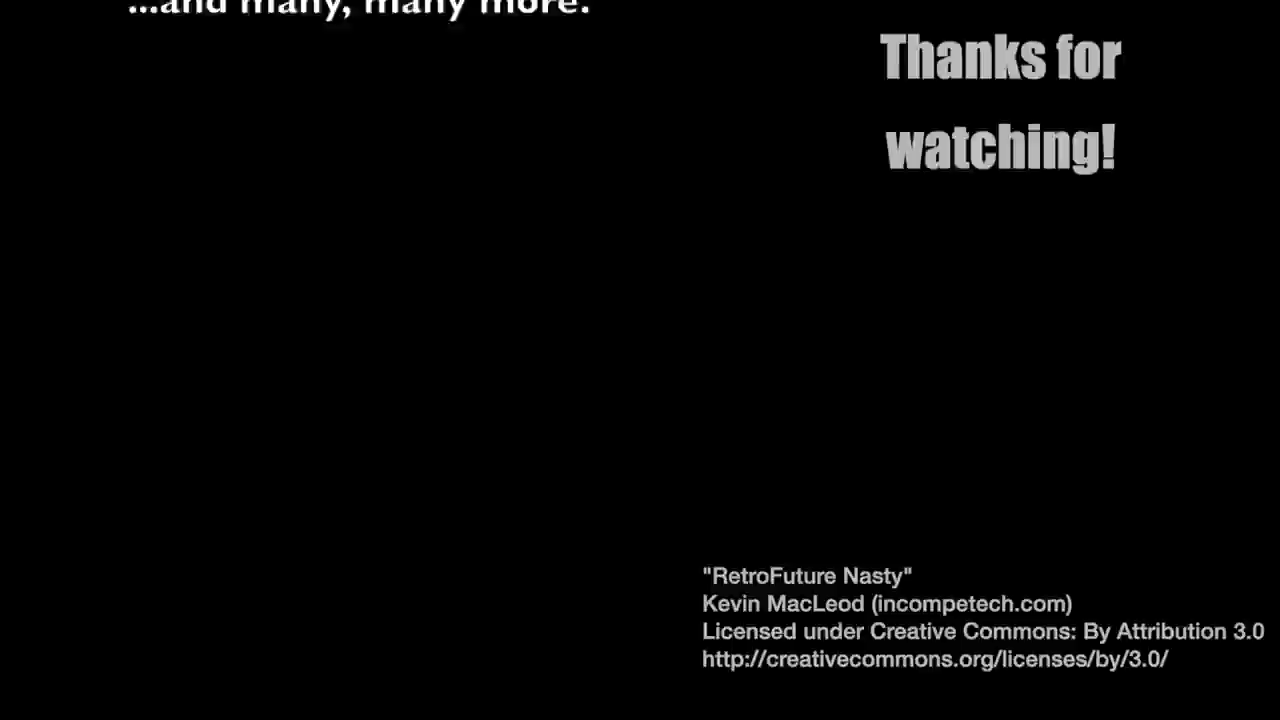 ...and many, many more.
Thanks for
watching!
"RetroFuture Nasty"
Kevin MacLeod (incompetech.com)
Licensed under Creative Commons: By Attribution 3.0
http://creativecommons.org/licenses/by/3.0/